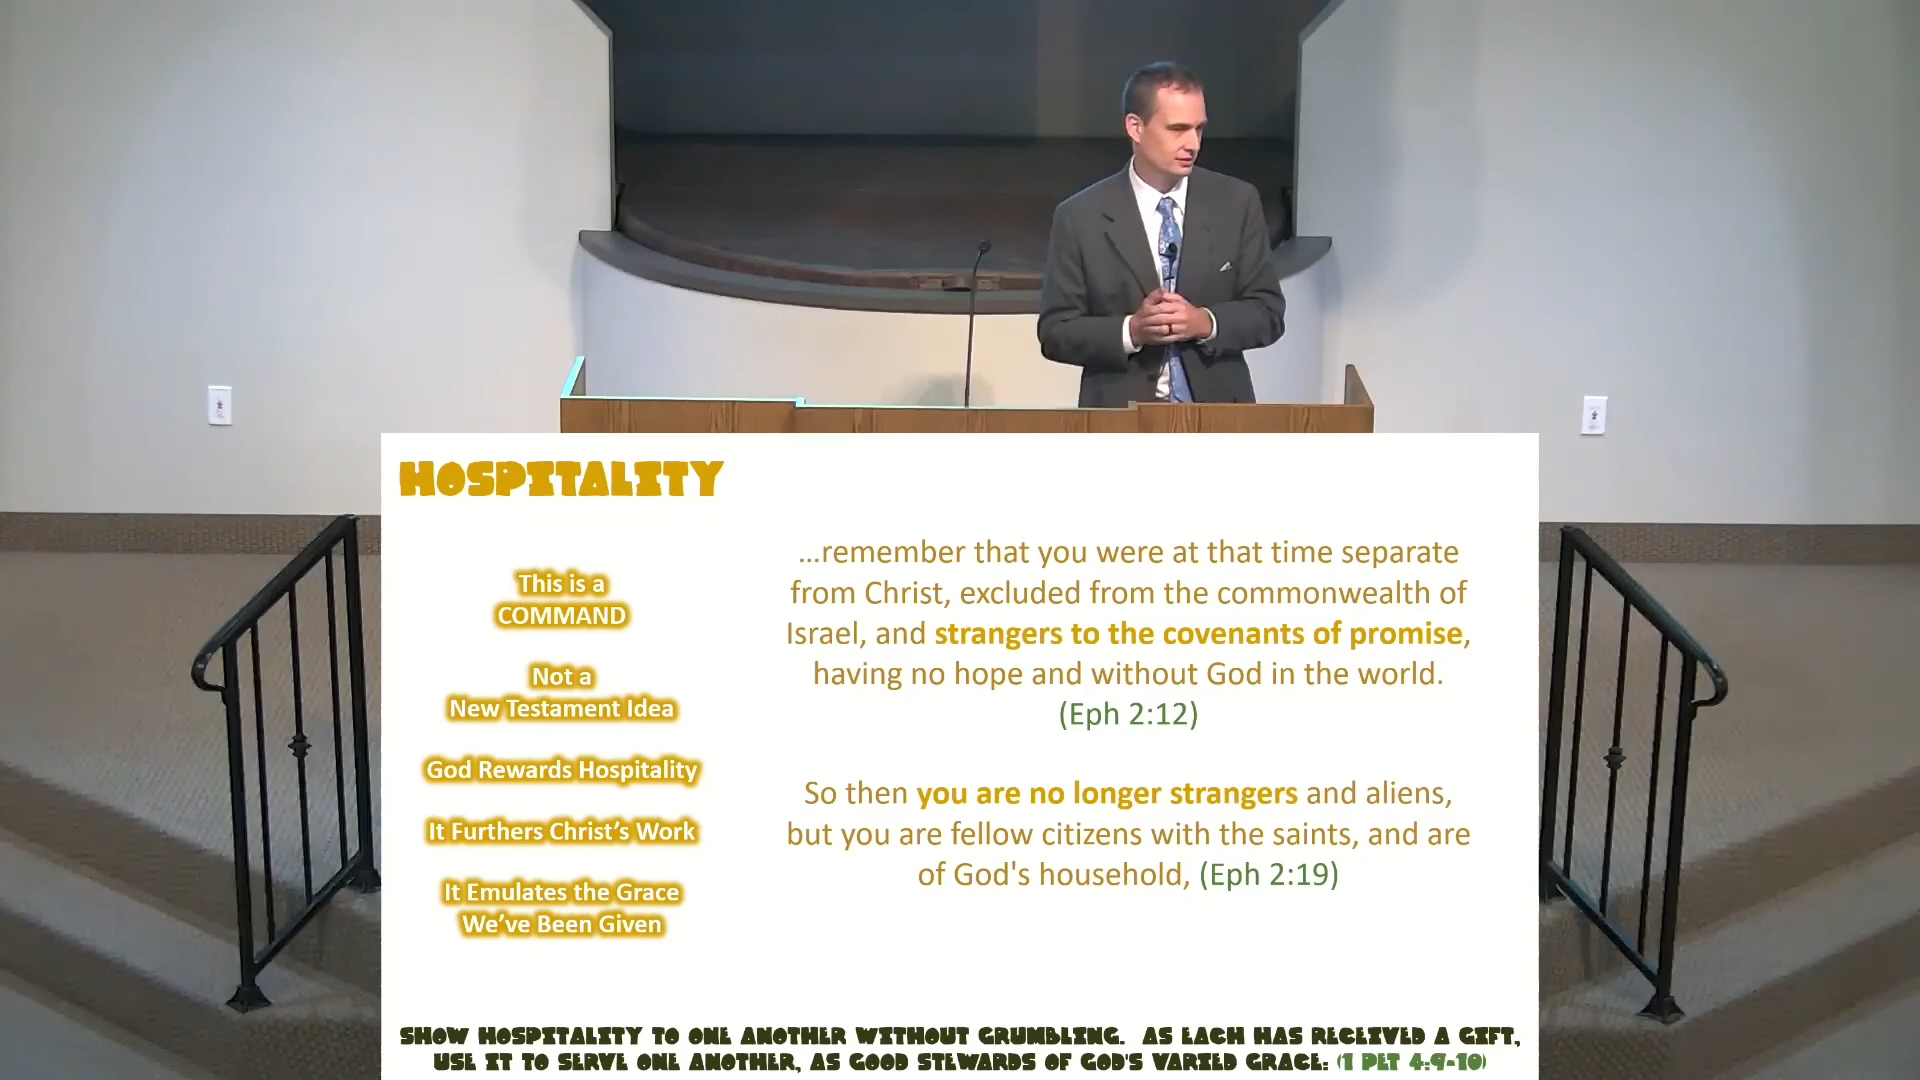 HOSPITALITY
This is a
COMMAND
Not a
New Testament Idea
God Rewards Hospitality
It Furthers Christ’s Work
It Emulates the Grace
We’ve Been Given
...remember that you were at that time separate
from Christ, excluded from the commonwealth of
Israel, and strangers to the covenants of promise,
having no hope and without God in the world.
(Eph 2:12)
So then you are no longer strangers and aliens,
but you are fellow citizens with the saints, and are
of God's household, (Eph 2:19)
SHOW HOSPITALITY TO ONE ANOTHER WITHOUT GRUMBLING. AS EACH HAS RECEIVED A GIFT,
USE IT TO SERVE ONE ANOTHER, AS GOOD STEWARDS OF GOD'S VARIED GRACE: (1 PET 4:9-10)